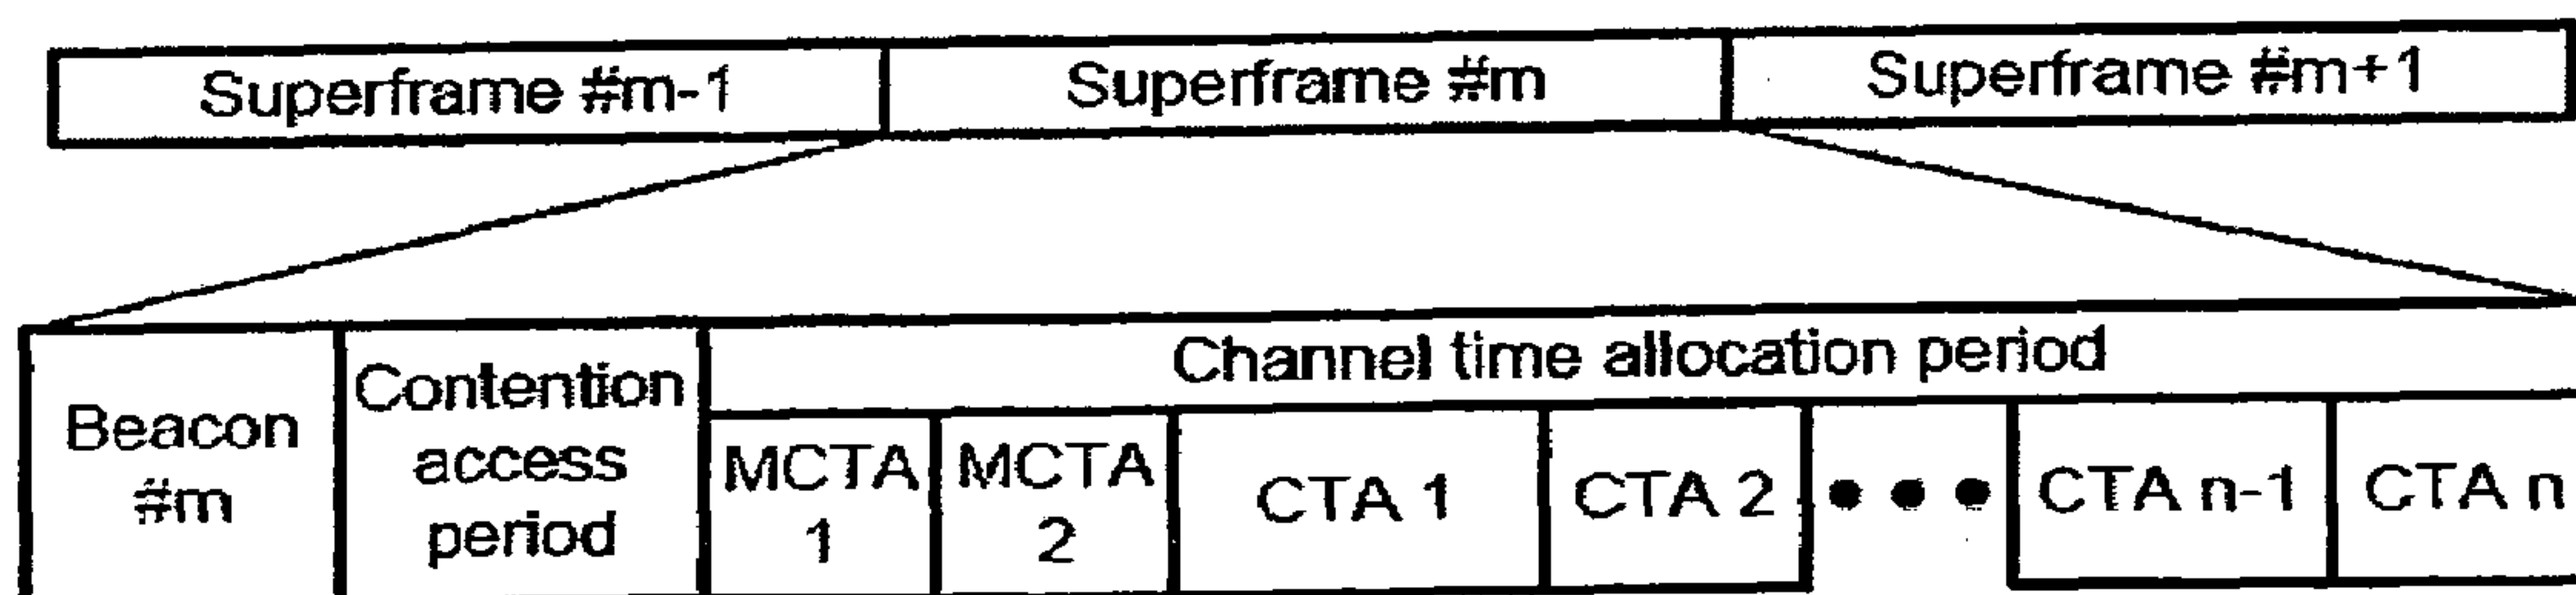 Superframe #m-1
Superframe #m
Superframe #m+1
Beacon
#m
Contention
access
period
Channel time allocation period
MCTA
1
MCTA
2
CTA 1
CTA 2
CTA n-1
CTA n